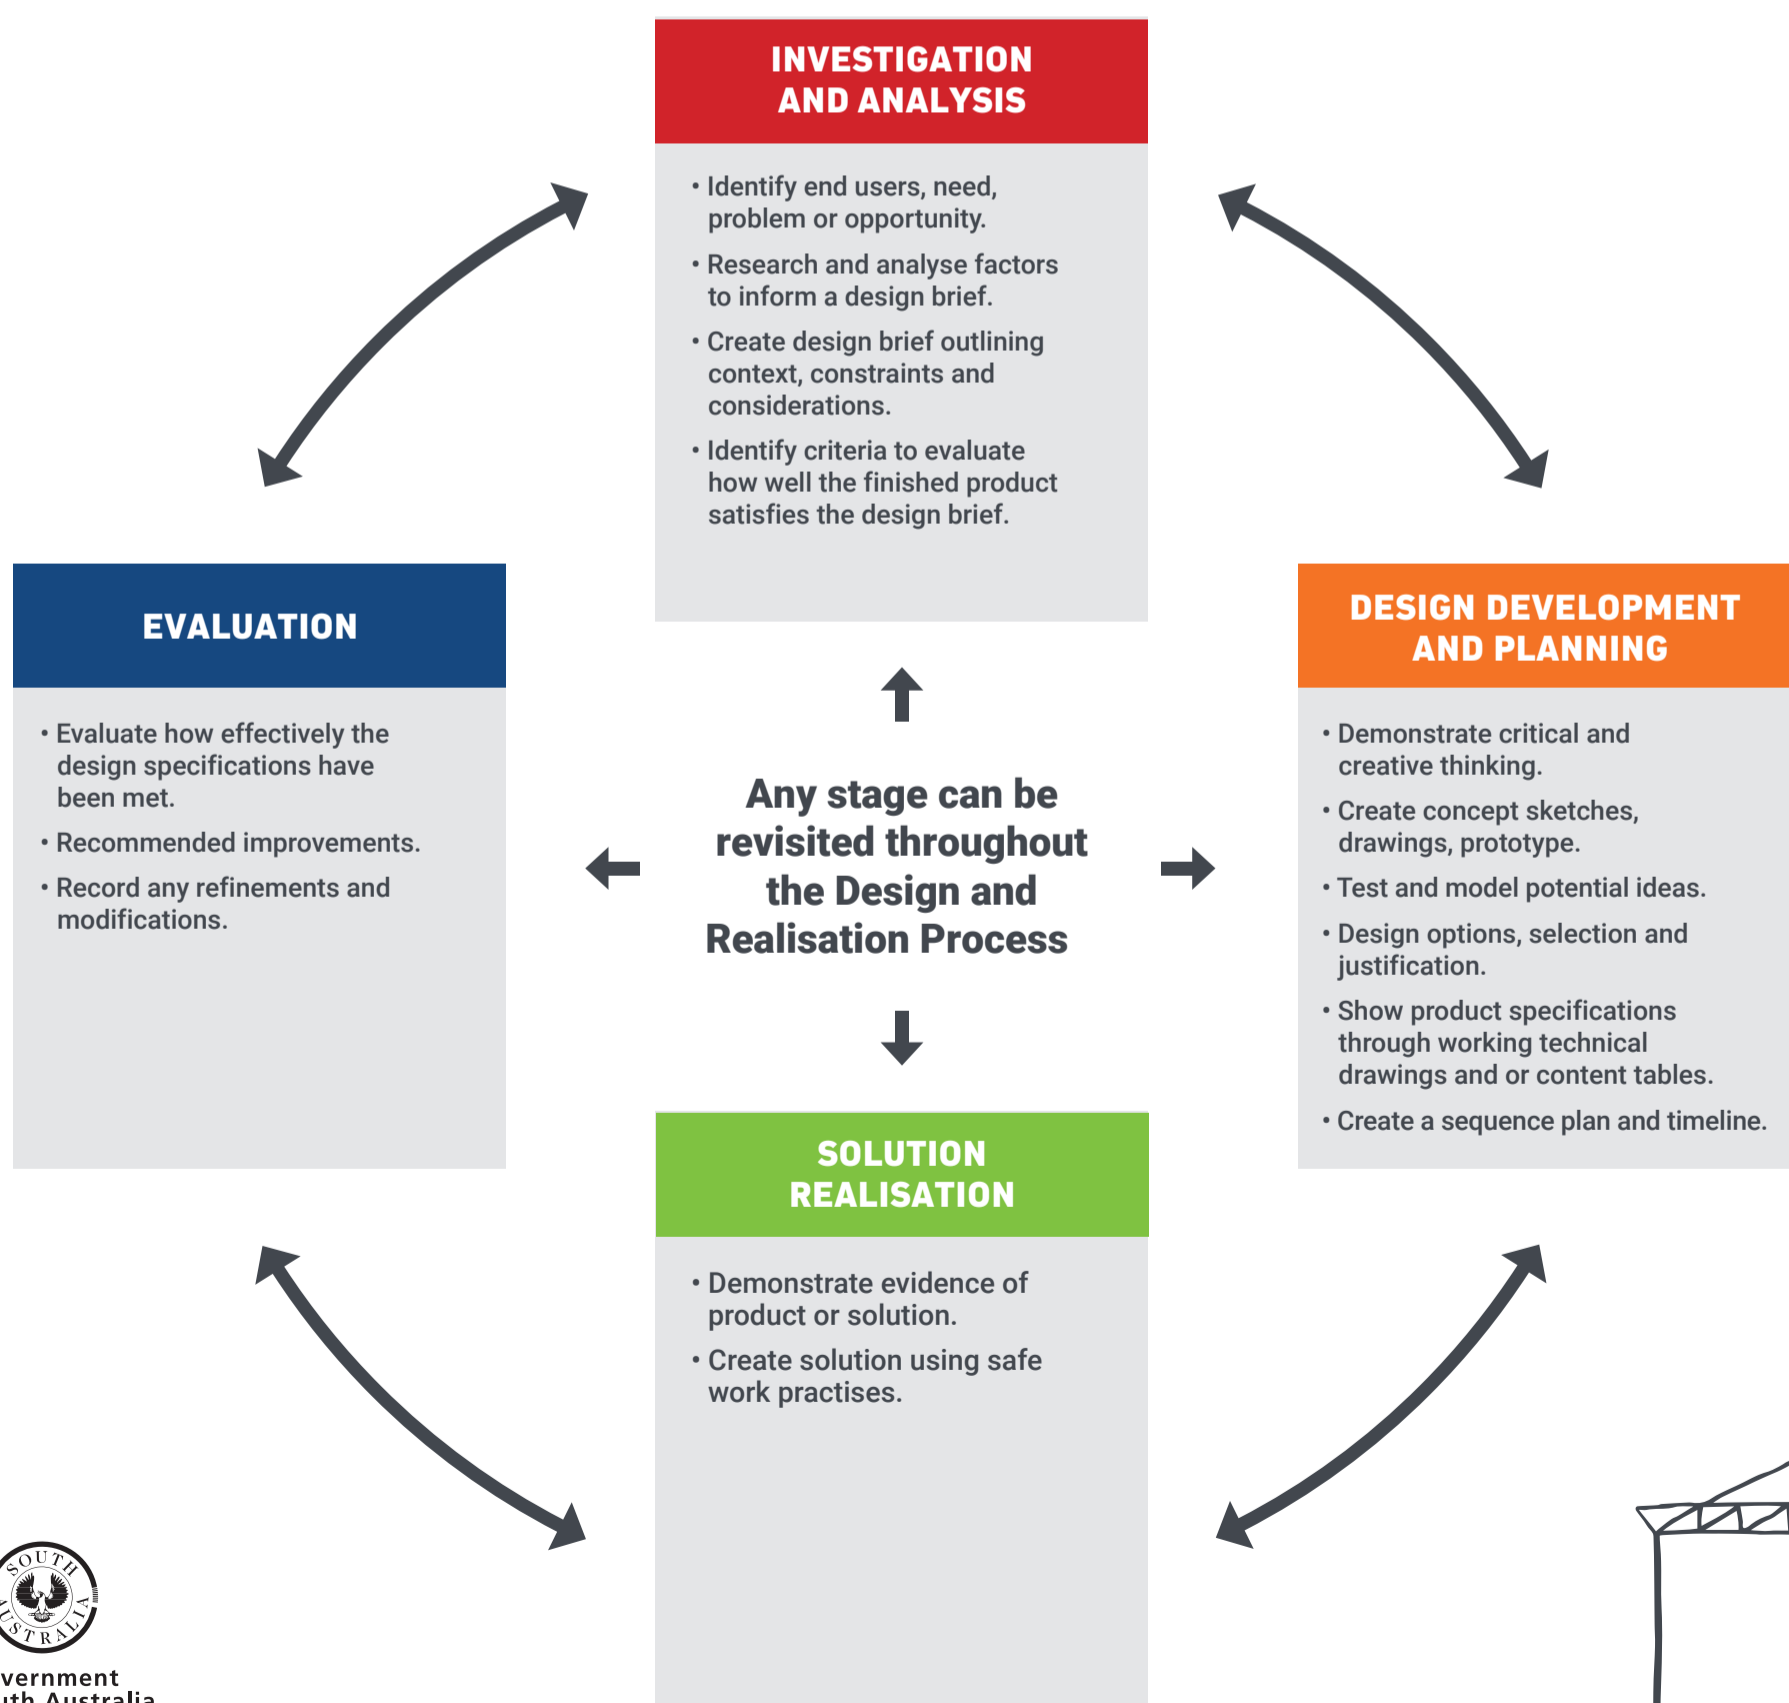 INVESTIGATION
AND ANALYSIS
• Identify end users, need,
problem or opportunity.
• Research and analyse factors
to inform a design brief.
• Create design brief outlining
context, constraints and
considerations.
• Identify criteria to evaluate
how well the finished product
satisfies the design brief.
EVALUATION
• Evaluate how effectively the
design specifications have
been met.
• Recommended improvements.
• Record any refinements and
modifications.
Any stage can be
revisited throughout
the Design and
Realisation Process
DESIGN DEVELOPMENT
AND PLANNING
• Demonstrate critical and
creative thinking.
• Create concept sketches,
drawings, prototype.
• Test and model potential ideas.
• Design options, selection and
justification.
• Show product specifications
through working technical
drawings and or content tables.
• Create a sequence plan and timeline.
SOLUTION
REALISATION
• Demonstrate evidence of
product or solution.
• Create solution using safe
work practises.
SOUTH
AUSTRALIA
vernment
uth Australia